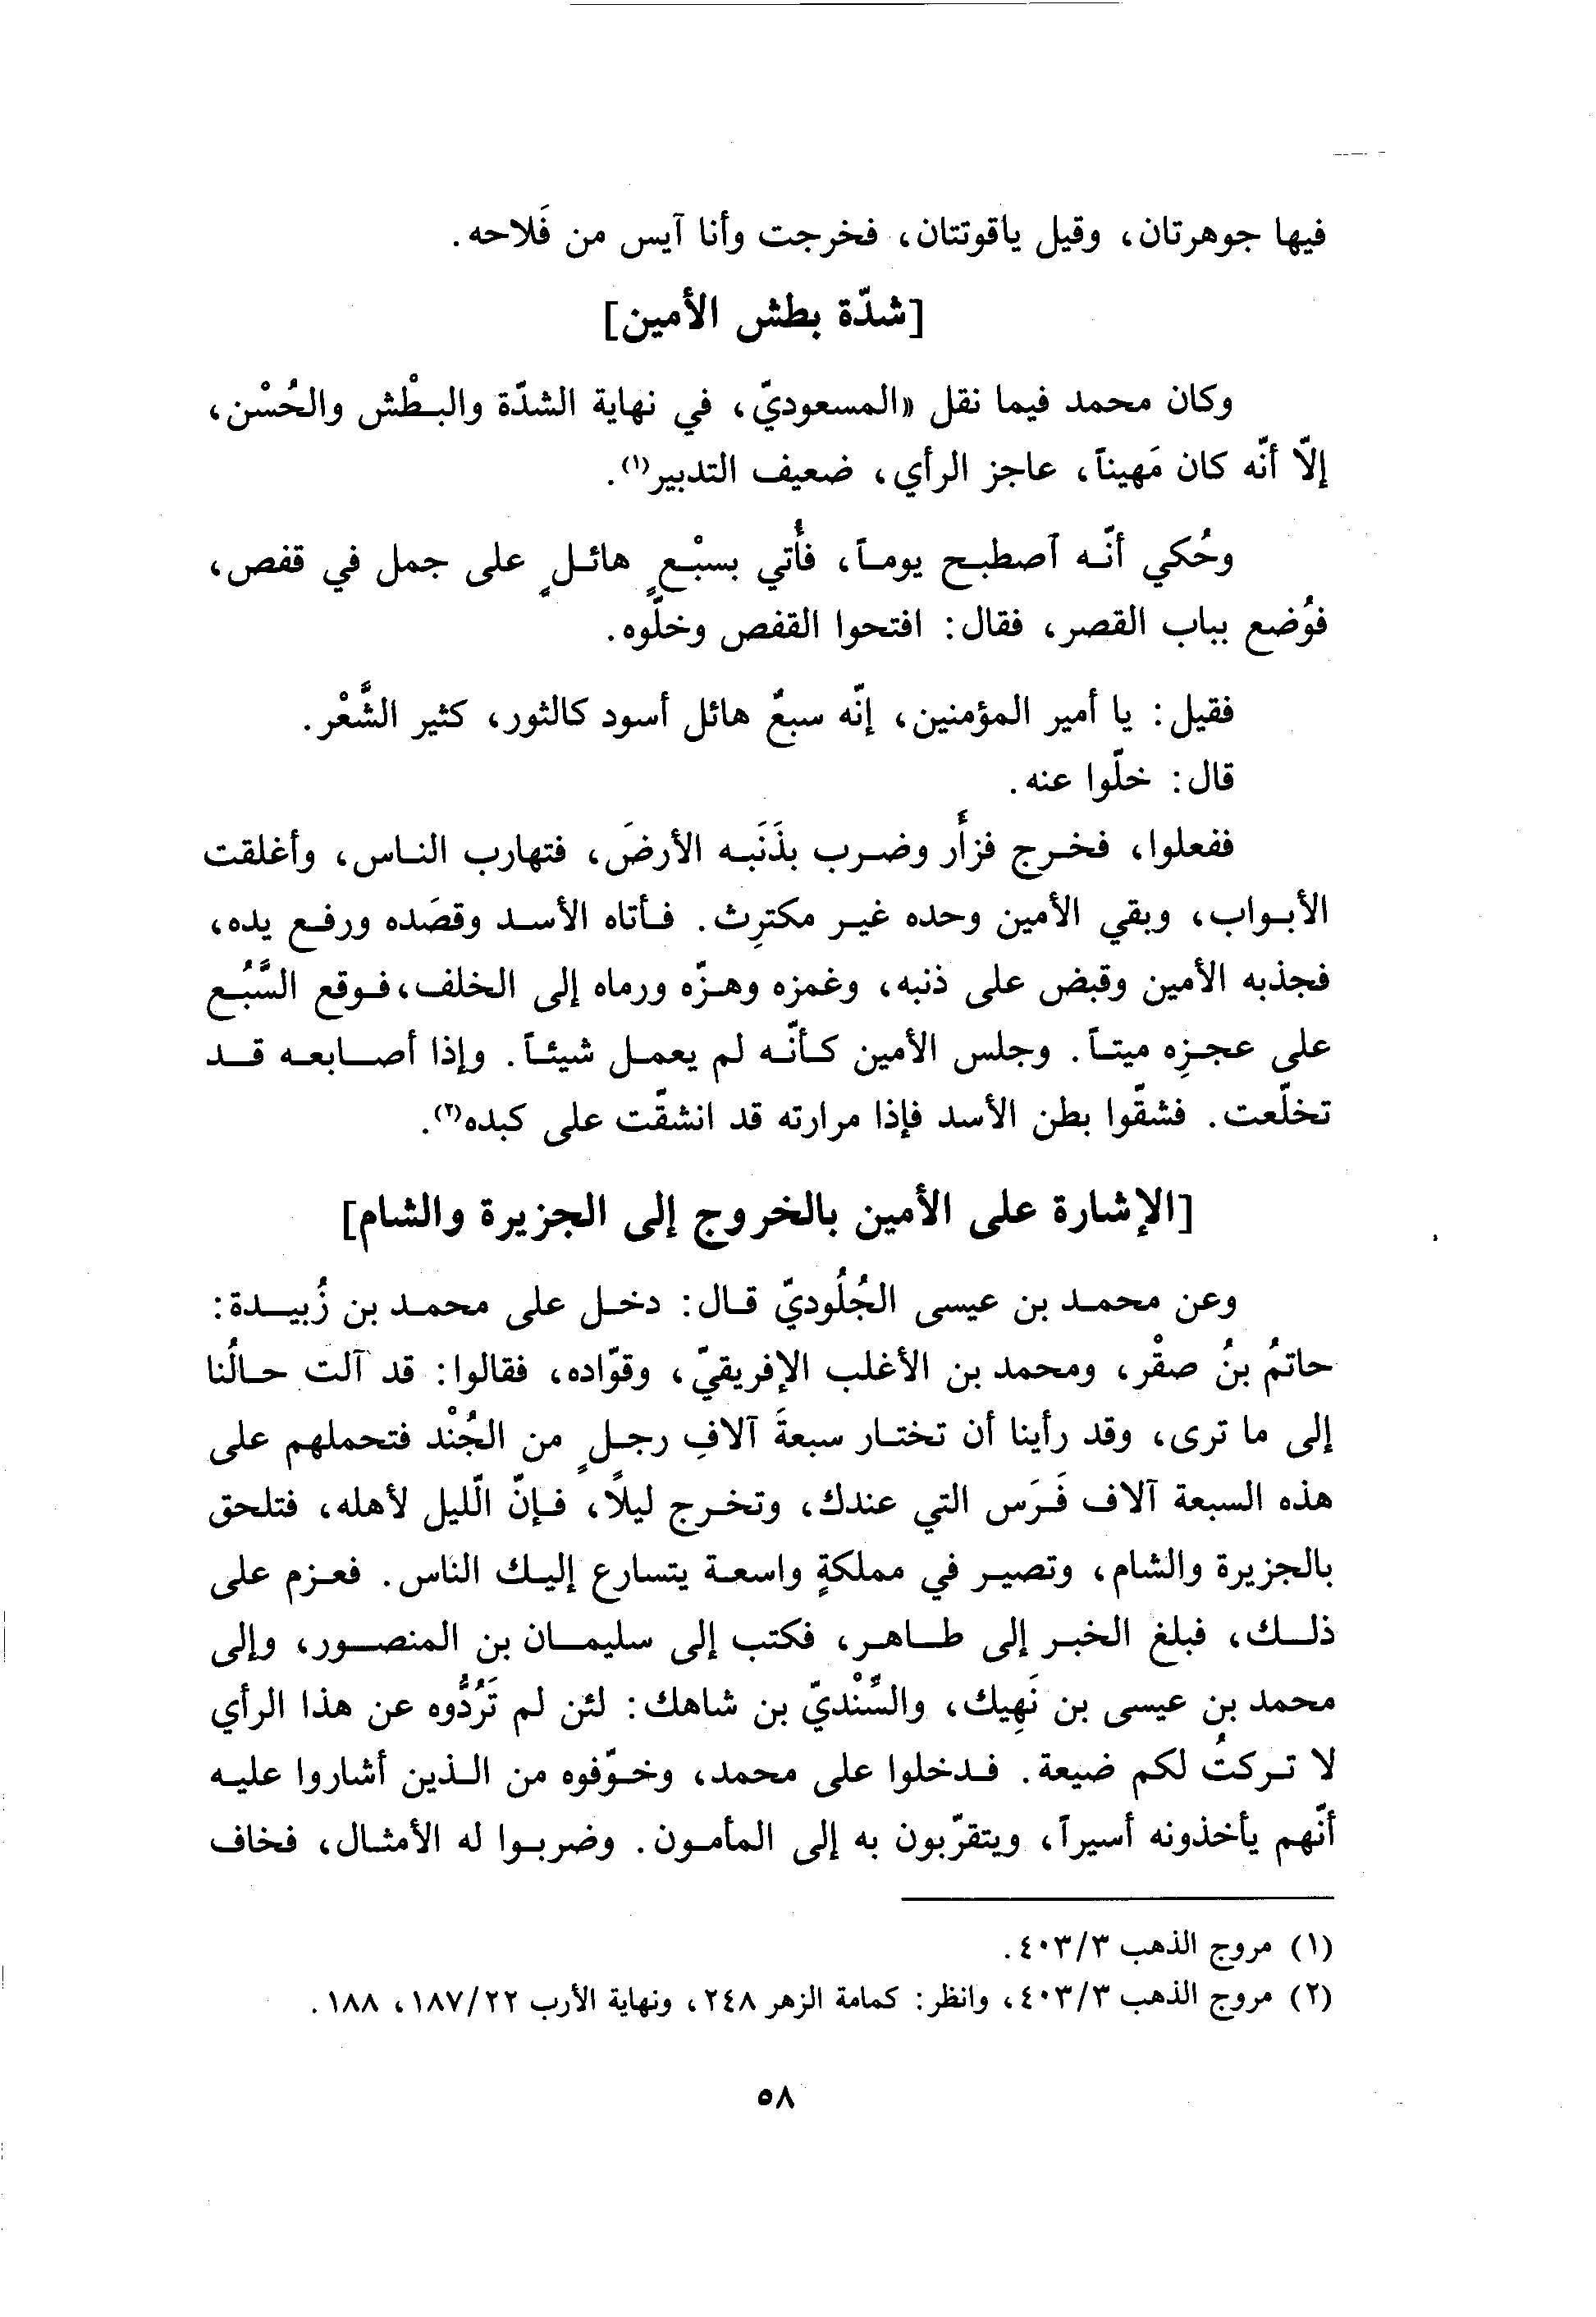 فيها جوهرتان، وقيل ياقوتتان، فخرجت وأنا آيس من فَلاحه.
[شدّة بطش الأمين]
وكان محمد فيما نقل «المسعوديّ، في نهاية الشدّة والبطْش والحُسْن،
إلّا أنّه كان مَهيناً، عاجز الرأي، ضعيف التدبير(١).
وحُكي أنّه آصطبح يوماً، فأُتي بسبْعٍ هائلٍ على جمل في قفص،
فوُضع بباب القصر، فقال: افتحوا القفص وخلّوه.
فقيل: يا أمير المؤمنين، إنّه سبعٌ هائل أسود كالثور، كثير الشَّعْر.
قال: خلّوا عنه.
ففعلوا، فخرج فزأَر وضرب بذَنَبه الأرضَ، فتهارب الناس، وأغلقت
الأبواب، وبقي الأمين وحده غير مكترِث. فأتاه الأسد وقصَده ورفع يده،
فجذبه الأمين وقبض على ذنبه، وغمزه وهزّه ورماه إلى الخلف، فوقع السَّبُع
على عجزِه ميتاً. وجلس الأمين كأنّه لم يعمل شيئاً. وإذا أصابعه قد
تخلّعت. فشقّوا بطن الأسد فإذا مرارته قد انشقّت على كبده(٢).
[الإشارة على الأمين بالخروج إلى الجزيرة والشام]
وعن محمد بن عيسى الجُلُوديّ قال: دخل على محمد بن زُبيدة:
حاتمُ بنُ صقْر، ومحمد بن الأغلب الإفريقيّ، وقوّاده، فقالوا: قد آلت حالُنا
إلى ما ترى، وقد رأينا أن تختار سبعةَ آلافِ رجلٍ من الجُنْد فتحملهم على
هذه السبعة آلاف فَرَس التي عندك، وتخرج ليلاً، فإنّ الّليل لأهله، فتلحق
بالجزيرة والشام، وتصير في مملكةٍ واسعة يتسارع إليك الناس. فعزم على
ذلك، فبلغ الخبر إلى طاهر، فكتب إلى سليمان بن المنصور، وإلى
محمد بن عيسى بن نَهِيك، والسِّنْديّ بن شاهك: لئن لم تَرُدُّوه عن هذا الرأي
لا تركتُ لكم ضيعة. فدخلوا على محمد، وخوّفوه من الذين أشاروا عليه
أنّهم يأخذونه أسيراً، ويتقرّبون به إلى المأمون. وضربوا له الأمثال، فخاف
(١) مروج الذهب ٤٠٣/٣.
(٢) مروج الذهب ٤٠٣/٣، وانظر: كمامة الزهر ٢٤٨، ونهاية الأرب ١٨٧/٢٢، ١٨٨.
٥٨